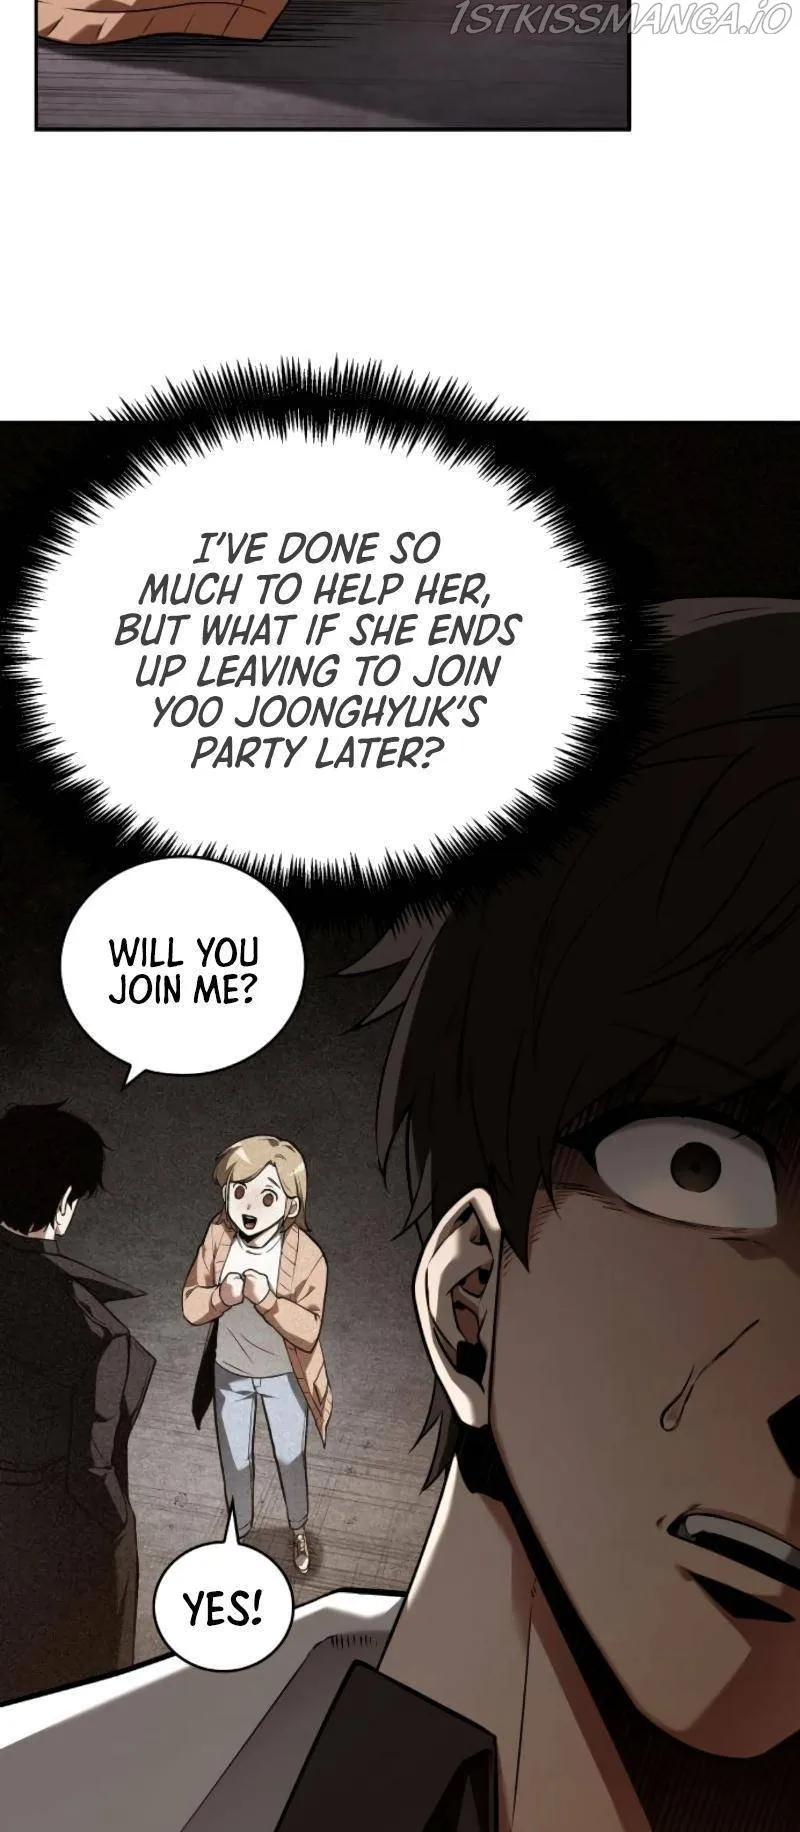 1STKISSMANGA.IO
I'VE DONE SO
MUCH TO HELP HER,
BUT WHAT IF SHE ENDS
UP LEAVING TO JOIN
YOO JOONGHYUK'S
PARTY LATER?
WILL YOU
JOIN ME?
YES!